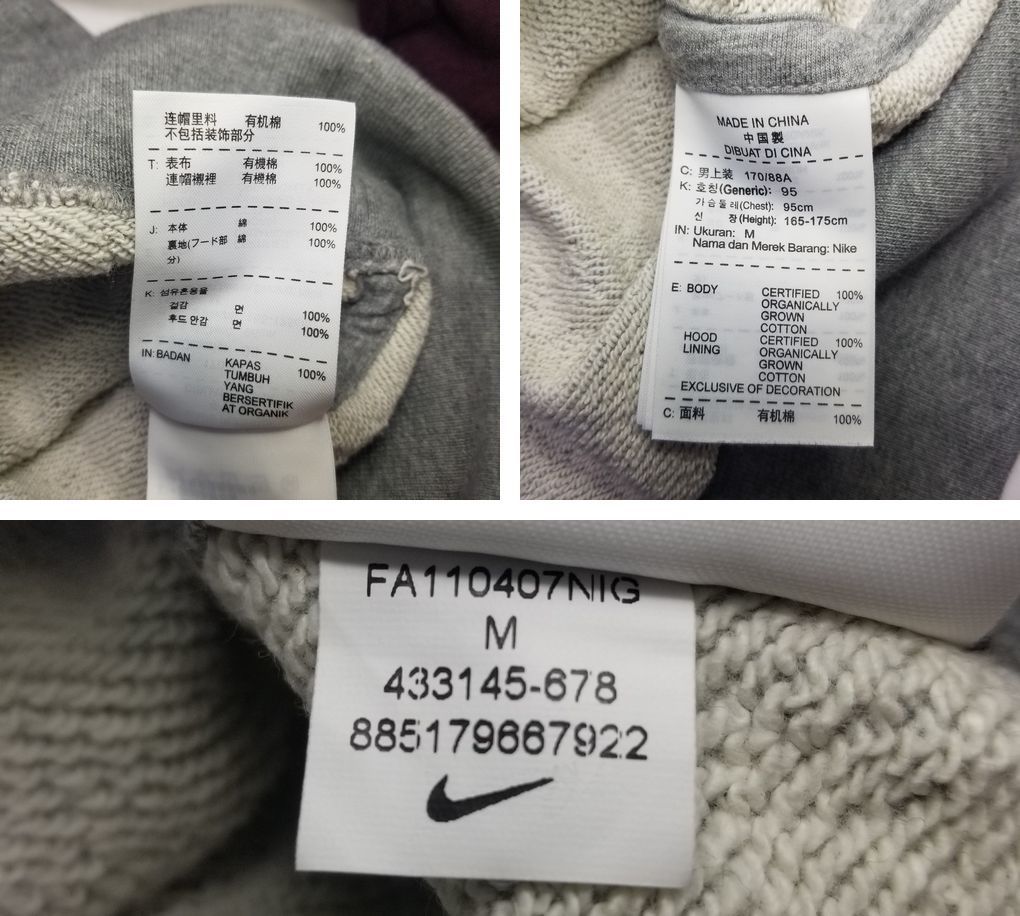 连帽里料 有机棉 100%
不包括装饰部分
T: 表布 有機棉 100%
連帽襯裡 有機棉 100%
J: 本体 綿 100%
裏地(フード部 綿 100%
分)
K: 섬유혼용율
겉감 면 100%
후드 안감 면 100%
IN: BADAN KAPAS 100%
TUMBUH
YANG
BERSERTIFIK
AT ORGANIK
MADE IN CHINA
中国製
DIBUAT DI CINA
C: 男上装 170/88A
K: 호칭(Generic): 95
가슴둘레(Chest): 95cm
신 장(Height): 165-175cm
IN: Ukuran: M
Nama dan Merek Barang: Nike
E: BODY CERTIFIED 100%
ORGANICALLY
GROWN
COTTON
HOOD CERTIFIED 100%
LINING ORGANICALLY
GROWN
COTTON
EXCLUSIVE OF DECORATION
C: 面料 有机棉 100%
FA110407NIG
M
433145-678
885179667922